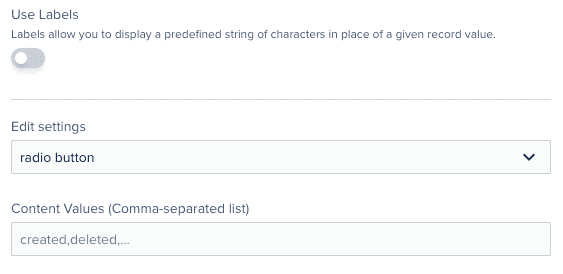 Use Labels
Labels allow you to display a predefined string of characters in place of a given record value.
Edit settings
radio button
Content Values (Comma-separated list)
created,deleted,...